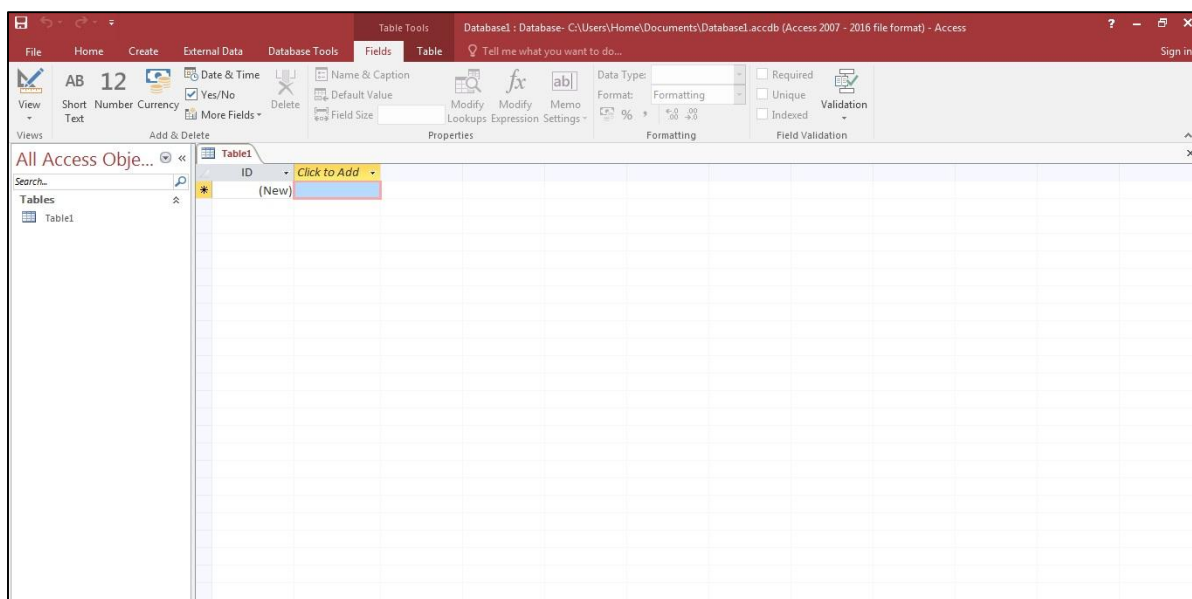 Table Tools
Database1 : Database- C:\Users\Home\Documents\Database1.accdb (Access 2007 - 2016 file format) - Access
?
File Home Create External Data Database Tools Fields Table Tell me what you want to do... Sign in
View
AB Short Text
12 Number
Currency
Date & Time
Yes/No
More Fields
Delete
Name & Caption
Default Value
Field Size
Modify Lookups
fx Modify Expression
ab| Memo Settings
Data Type:
Format: Formatting
% , .00 .00
Required
Unique
Indexed
Validation
Views Add & Delete Properties Formatting Field Validation
All Access Obje... «
Search...
Tables
Table1
Table1
ID Click to Add
* (New)